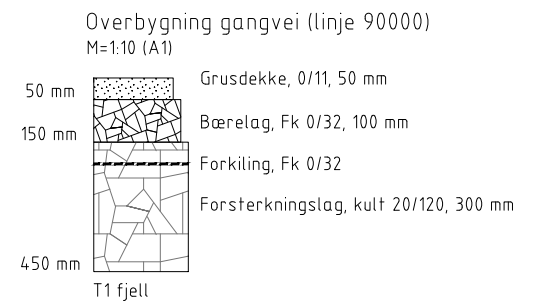 Overbygning gangvei (linje 90000)
M=1:10 (A1)
Grusdekke, 0/11, 50 mm
50 mm
Bærelag, Fk 0/32, 100 mm
150 mm
Forkiling, Fk 0/32
Forsterkningslag, kult 20/120, 300 mm
450 mm
T1 fjell